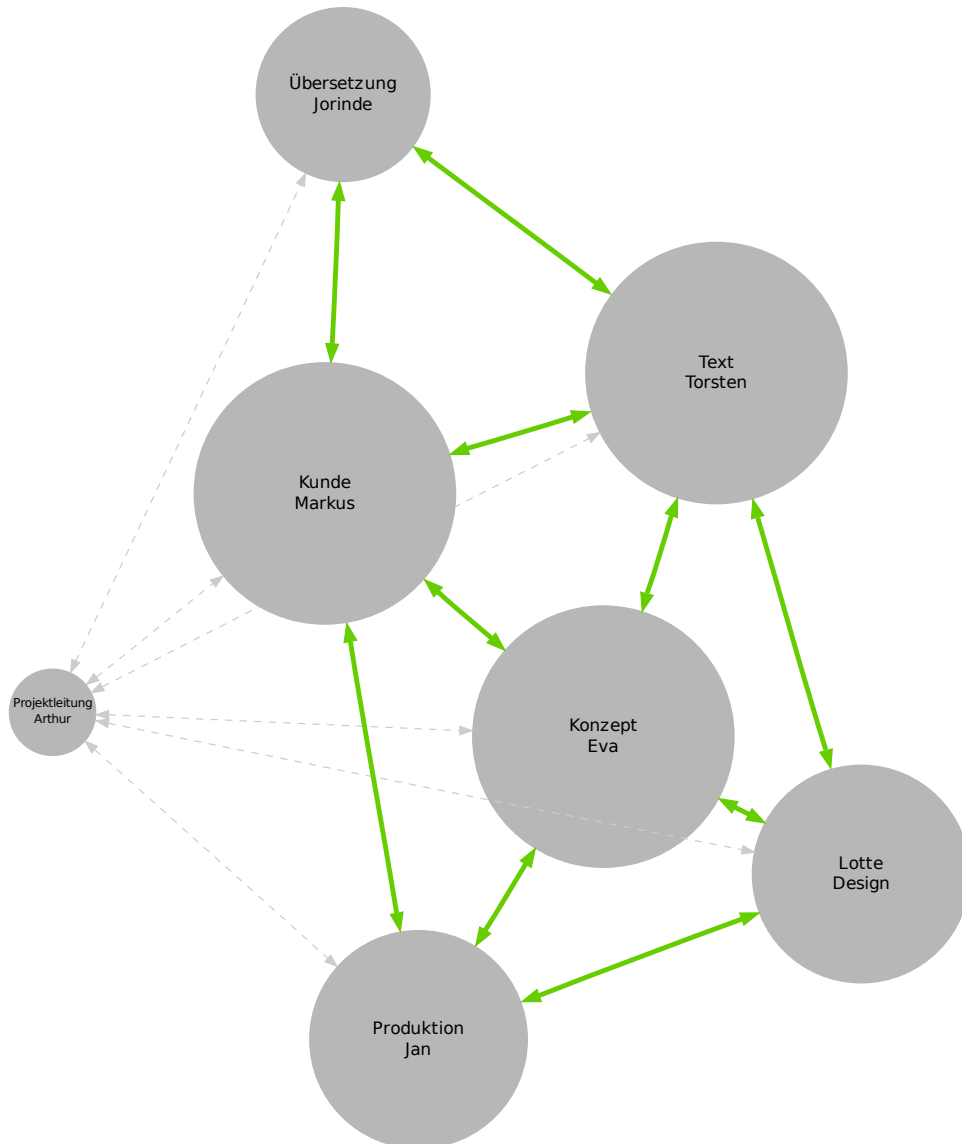 Übersetzung
Jorinde
Text
Torsten
Kunde
Markus
Projektleitung
Arthur
Konzept
Eva
Lotte
Design
Produktion
Jan